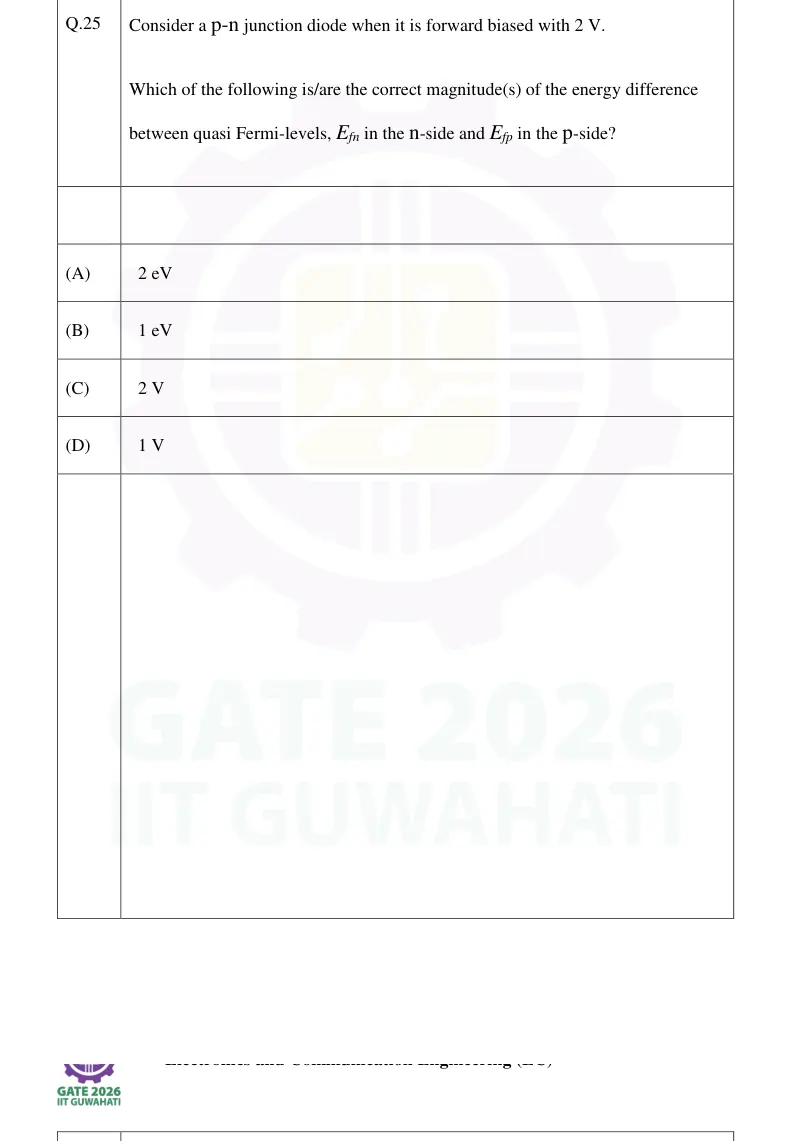 Q.25
Consider a p-n junction diode when it is forward biased with 2 V.
Which of the following is/are the correct magnitude(s) of the energy difference
between quasi Fermi-levels, Efn in the n-side and Efp in the p-side?
(A) 2 eV
(B) 1 eV
(C) 2 V
(D) 1 V
GATE 2026
IIT GUWAHATI
GATE 2026
IIT GUWAHATI